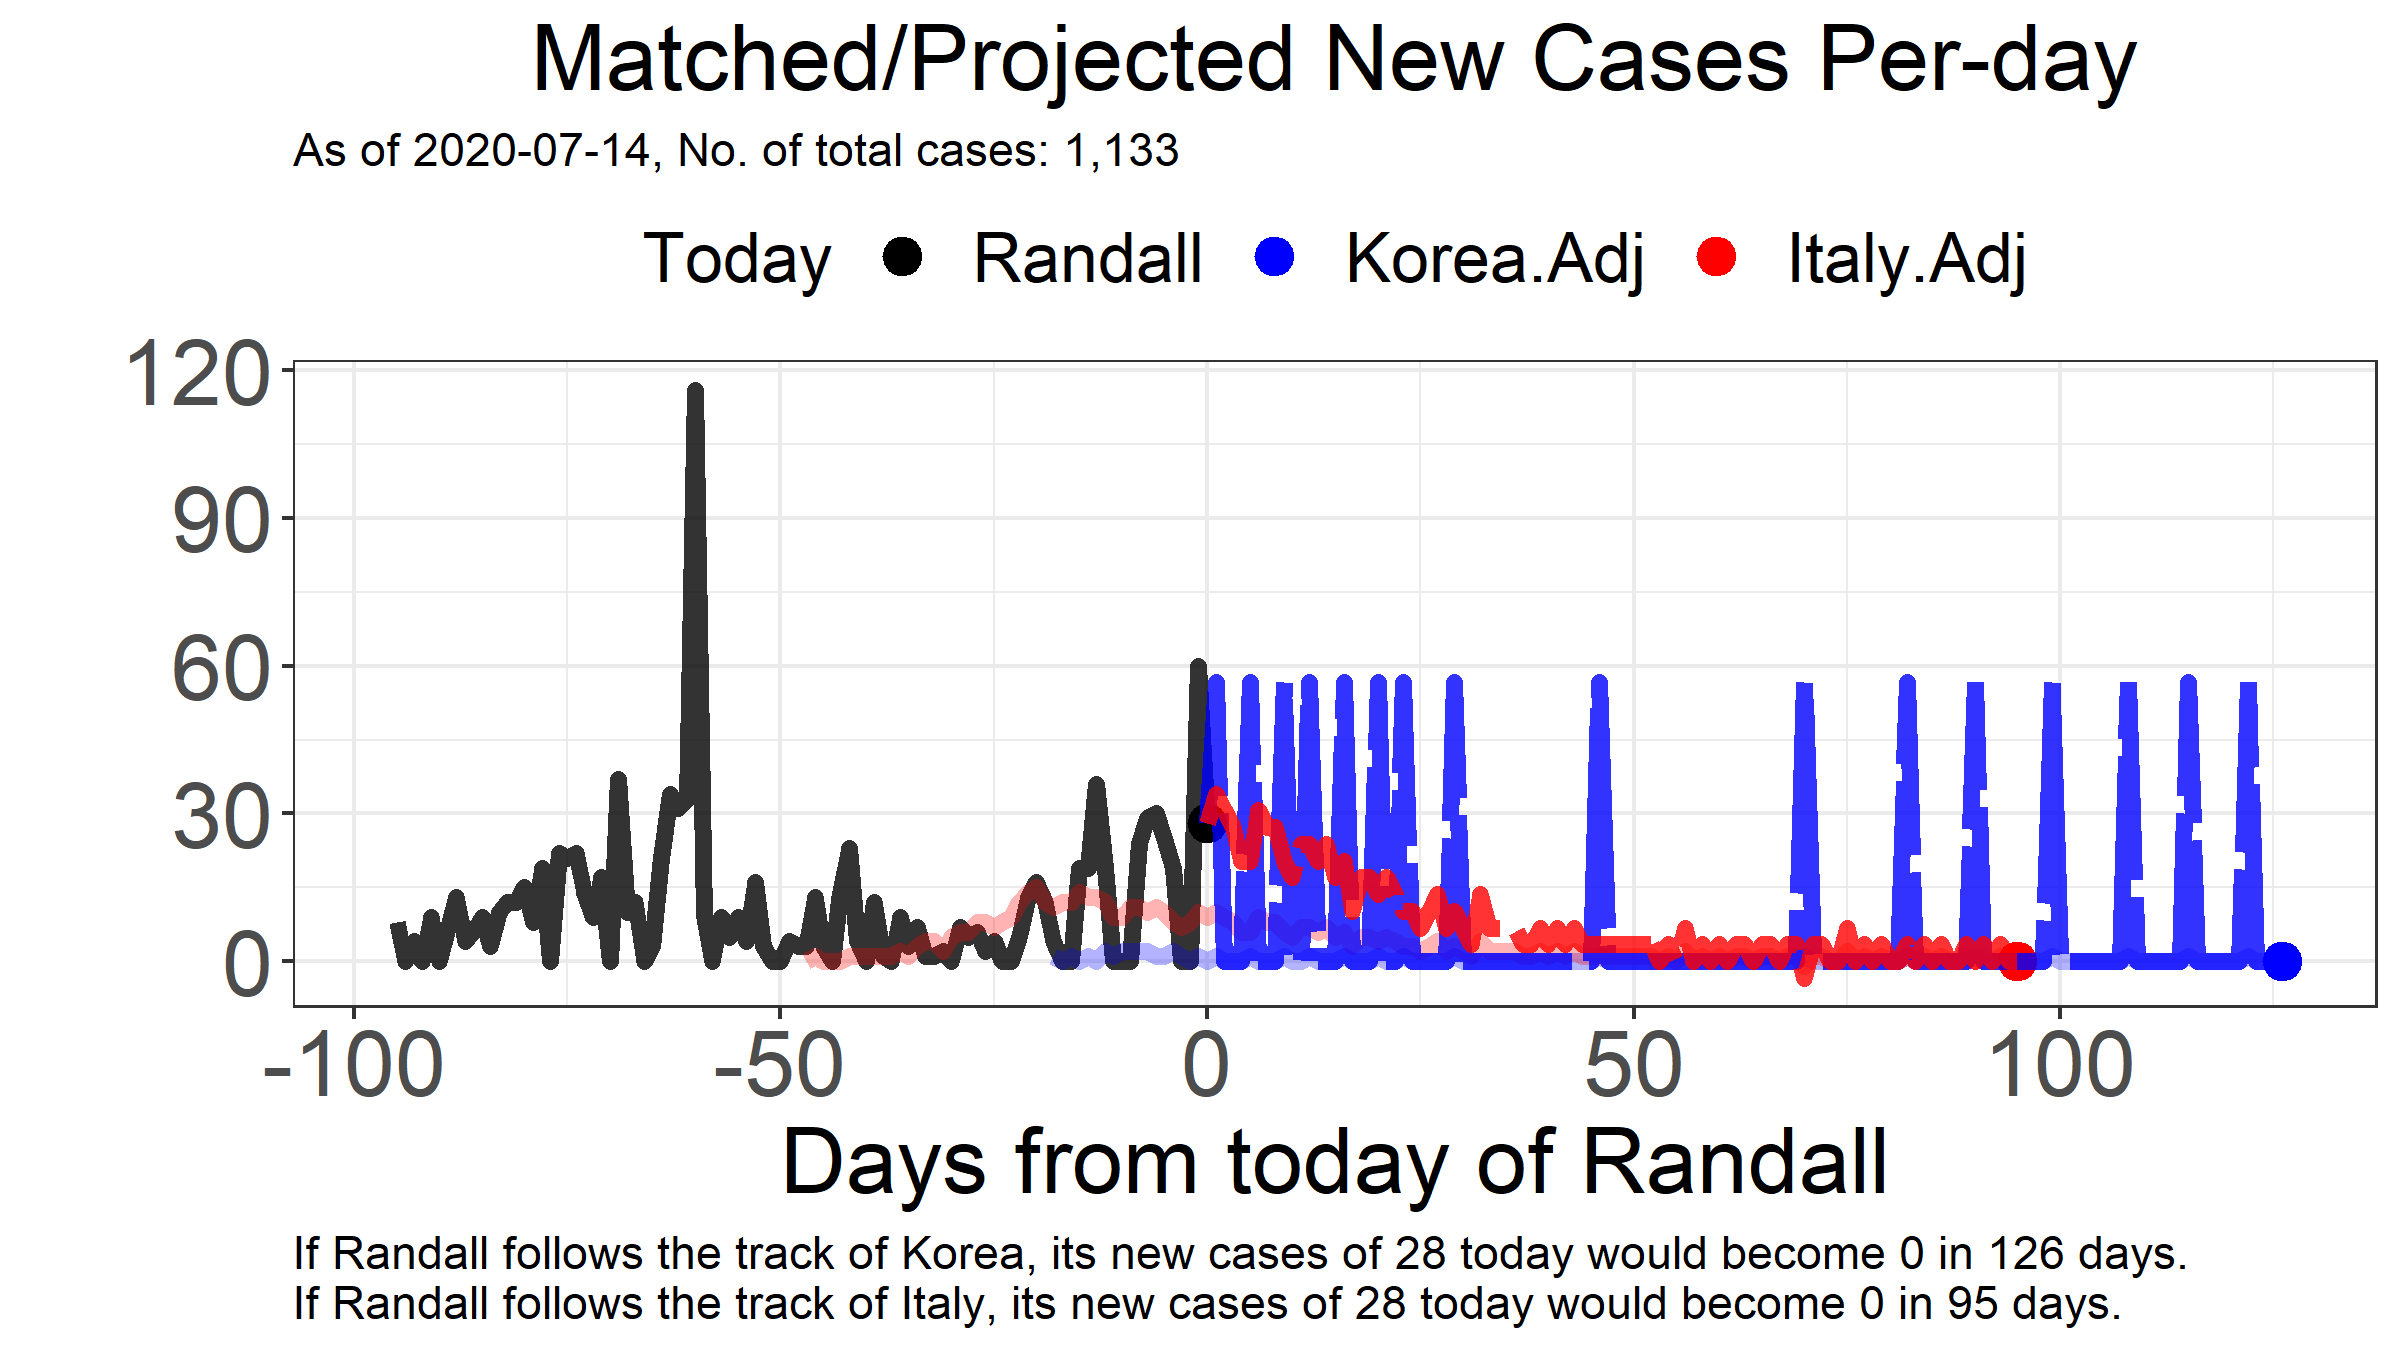 Matched/Projected New Cases Per-day
As of 2020-07-14, No. of total cases: 1,133
Today Randall Korea.Adj Italy.Adj
120
90
60
30
0
-100 -50 0 50 100
Days from today of Randall
If Randall follows the track of Korea, its new cases of 28 today would become 0 in 126 days.
If Randall follows the track of Italy, its new cases of 28 today would become 0 in 95 days.